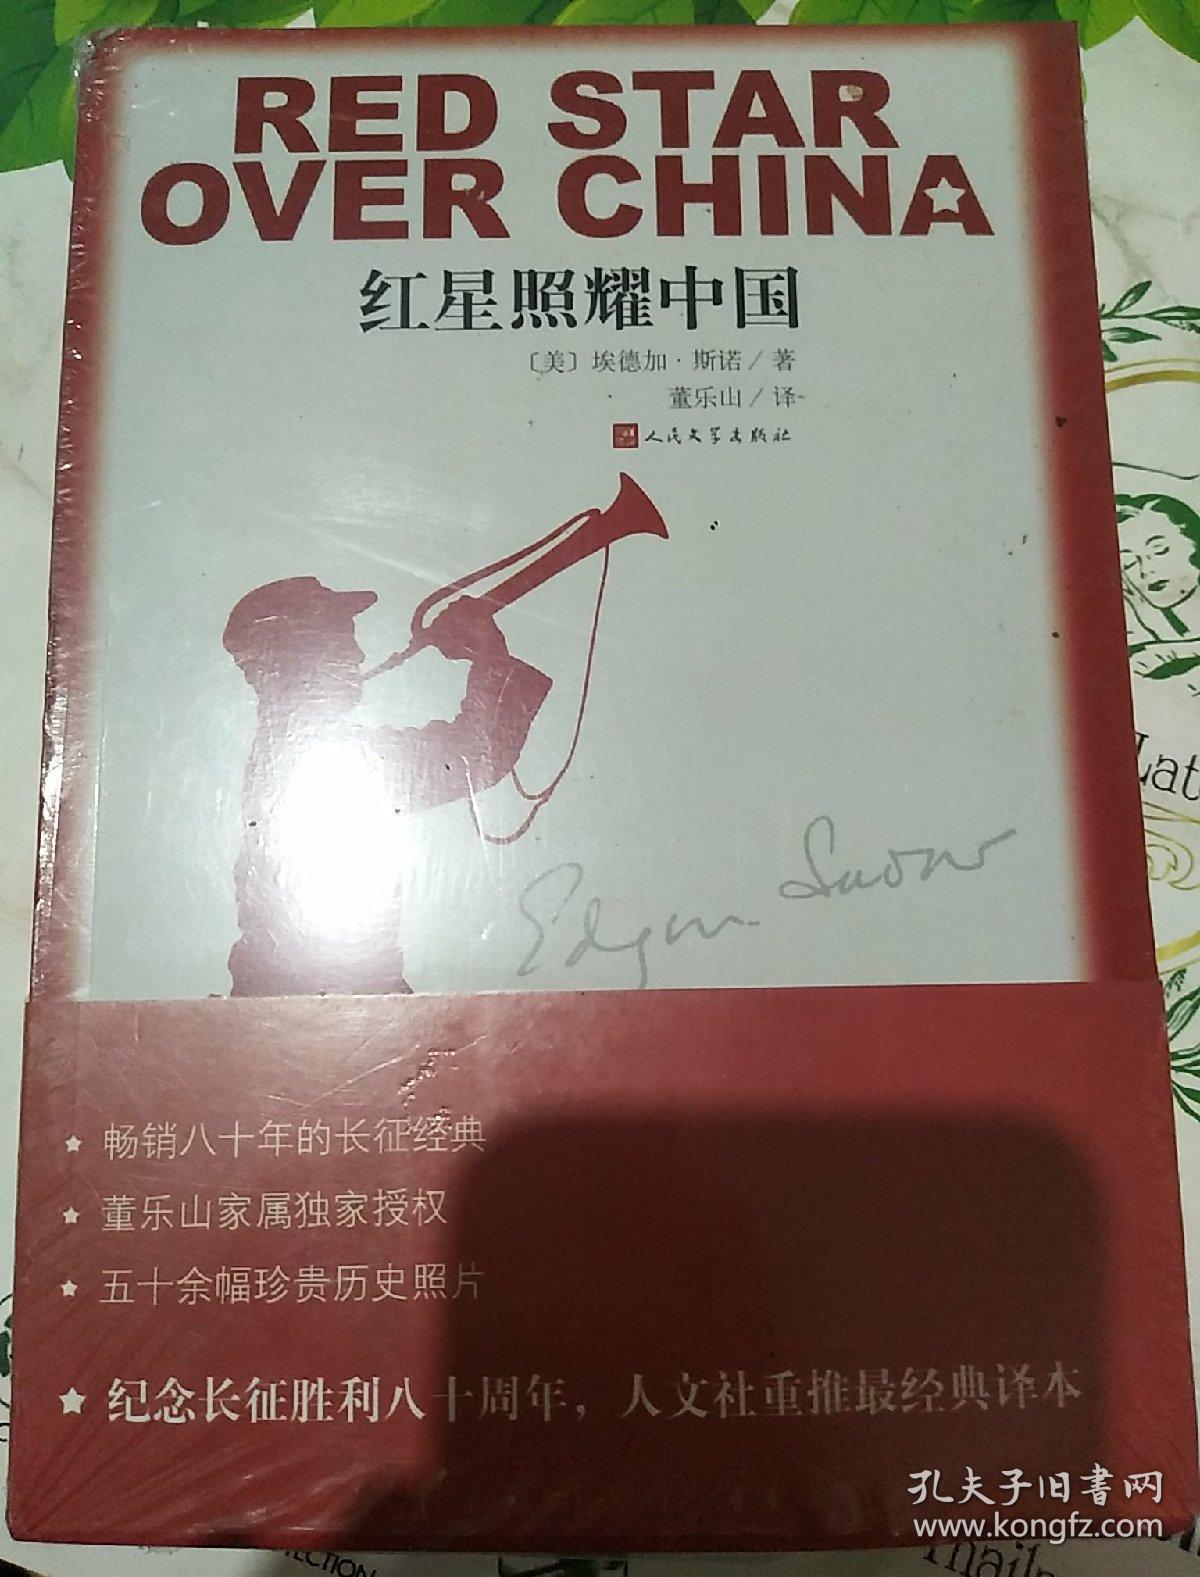 RED STAR
OVER CHINA
红星照耀中国
〔美〕埃德加·斯诺/著
董乐山/译
人民文学出版社
Edgar Snow
★ 畅销八十年的长征经典
★ 董乐山家属独家授权
★ 五十余幅珍贵历史照片
★ 纪念长征胜利八十周年，人文社重推最经典译本
孔夫子旧书网
www.kongfz.com
Lat